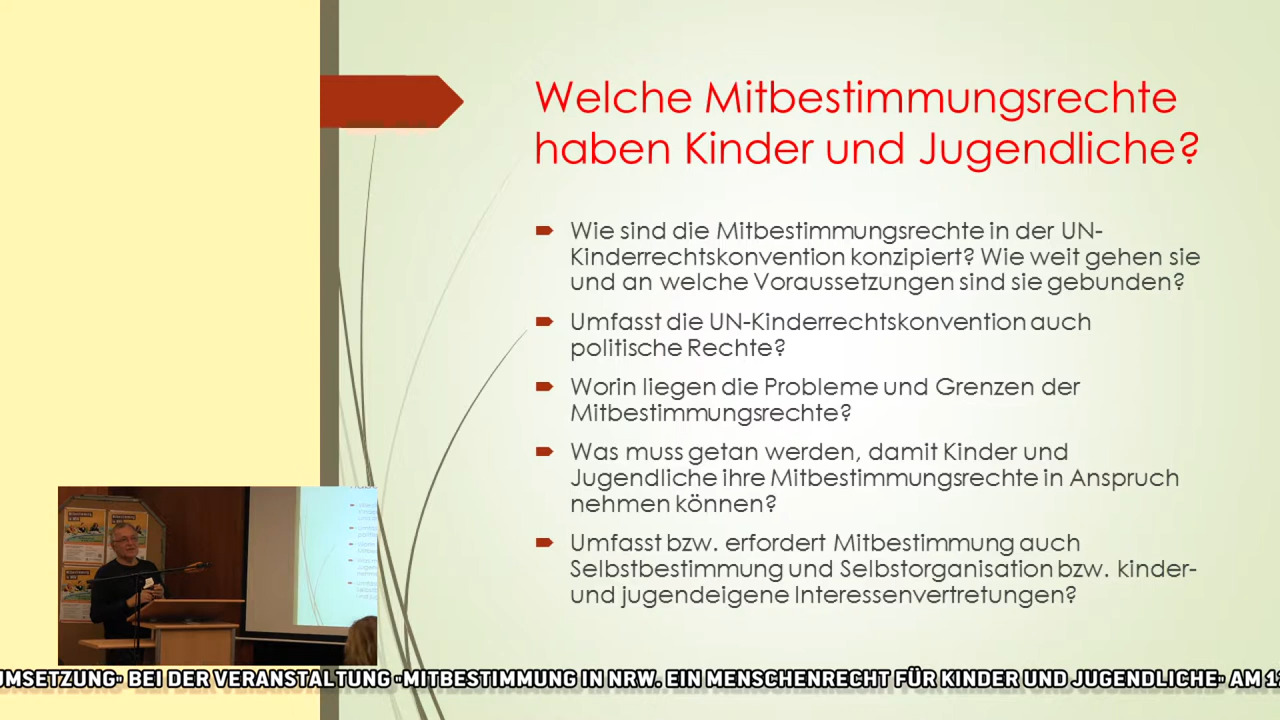 Welche Mitbestimmungsrechte
haben Kinder und Jugendliche?
Wie sind die Mitbestimmungsrechte in der UN-
Kinderrechtskonvention konzipiert? Wie weit gehen sie
und an welche Voraussetzungen sind sie gebunden?
Umfasst die UN-Kinderrechtskonvention auch
politische Rechte?
Worin liegen die Probleme und Grenzen der
Mitbestimmungsrechte?
Was muss getan werden, damit Kinder und
Jugendliche ihre Mitbestimmungsrechte in Anspruch
nehmen können?
Umfasst bzw. erfordert Mitbestimmung auch
Selbstbestimmung und Selbstorganisation bzw. kinder-
und jugendeigene Interessenvertretungen?
UMSETZUNG" BEI DER VERANSTALTUNG "MITBESTIMMUNG IN NRW. EIN MENSCHENRECHT FÜR KINDER UND JUGENDLICHE" AM